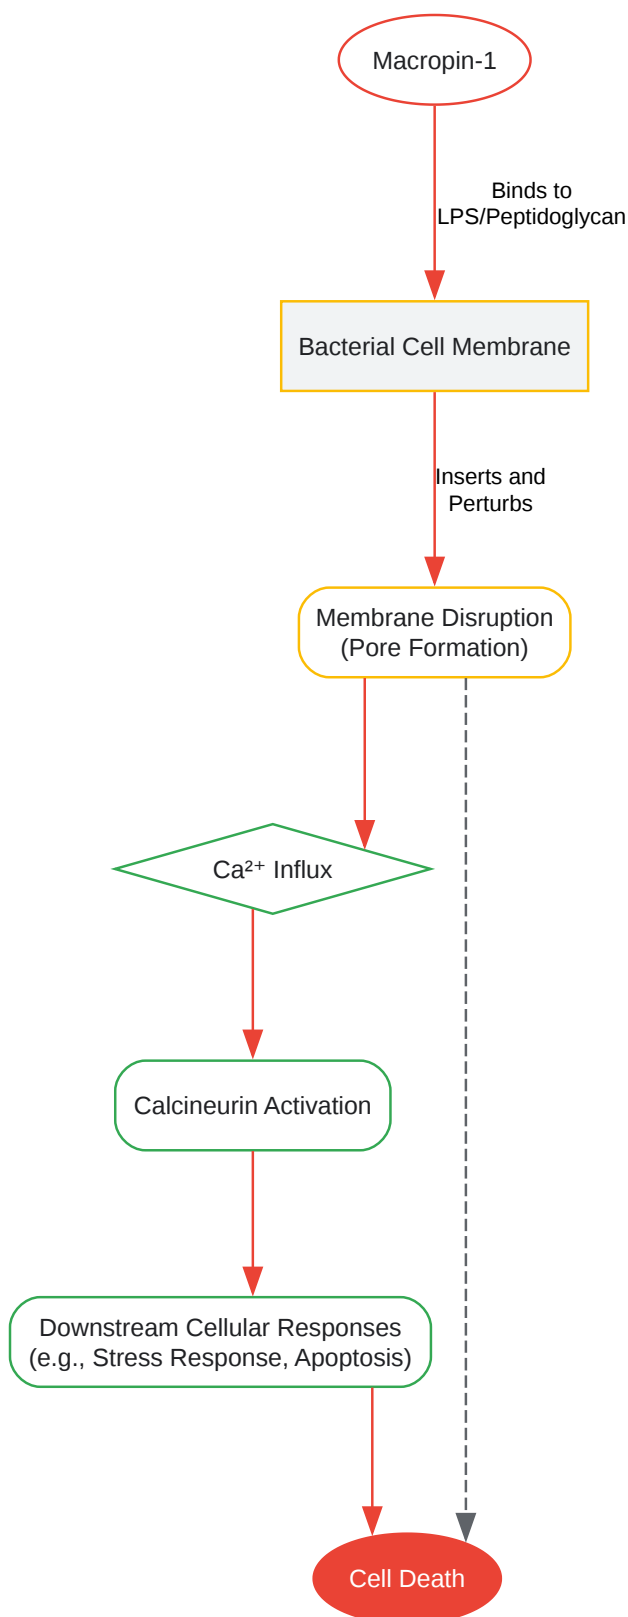 Macropin-1
Binds to
LPS/Peptidoglycan
Bacterial Cell Membrane
Inserts and
Perturbs
Membrane Disruption
(Pore Formation)
Ca²⁺ Influx
Calcineurin Activation
Downstream Cellular Responses
(e.g., Stress Response, Apoptosis)
Cell Death